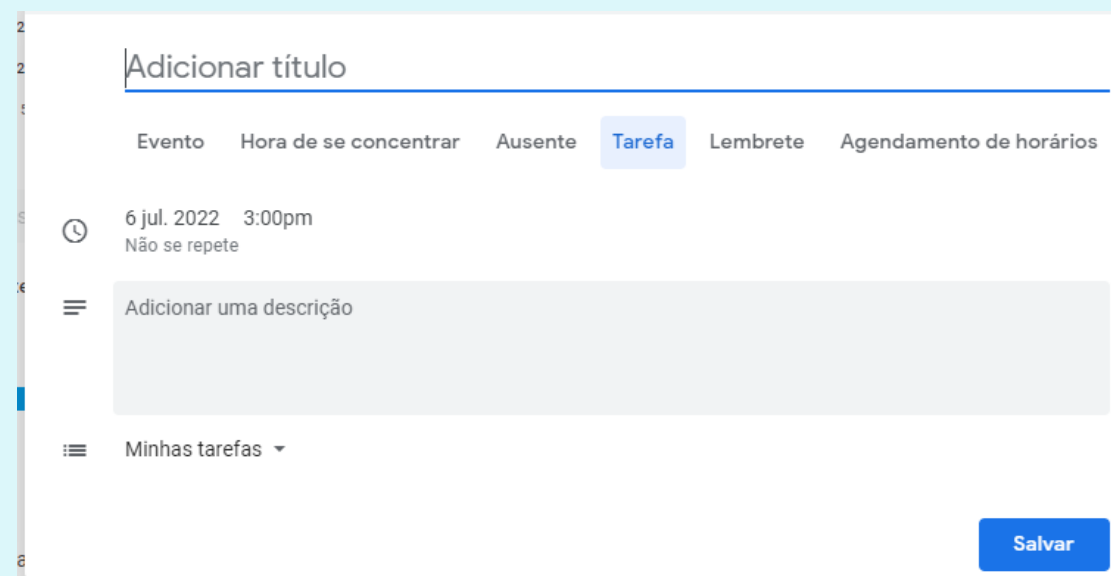 Adicionar título
Evento Hora de se concentrar Ausente Tarefa Lembrete Agendamento de horários
6 jul. 2022 3:00pm
Não se repete
Adicionar uma descrição
Minhas tarefas
Salvar